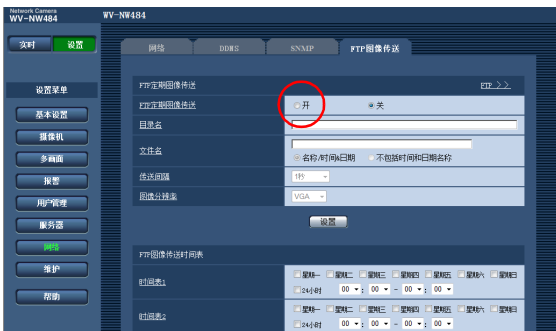 Network Camera
WV-NW484
WV-NW484
实时 设置
网络 DDNS SNMP FTP图像传送
设置菜单
基本设置
摄像机
多画面
报警
用户管理
服务器
网络
维护
帮助
FTP定期图像传送 FTP >>
FTP定期图像传送 开 关
目录名
文件名
名称/时间&日期 不包括时间和日期名称
传送间隔 1秒
图像分辨率 VGA
设置
FTP图像传送时间表
时间表1 星期一 星期二 星期三 星期四 星期五 星期六 星期日
24小时 00 : 00 - 00 : 00
时间表2 星期一 星期二 星期三 星期四 星期五 星期六 星期日
24小时 00 : 00 - 00 : 00